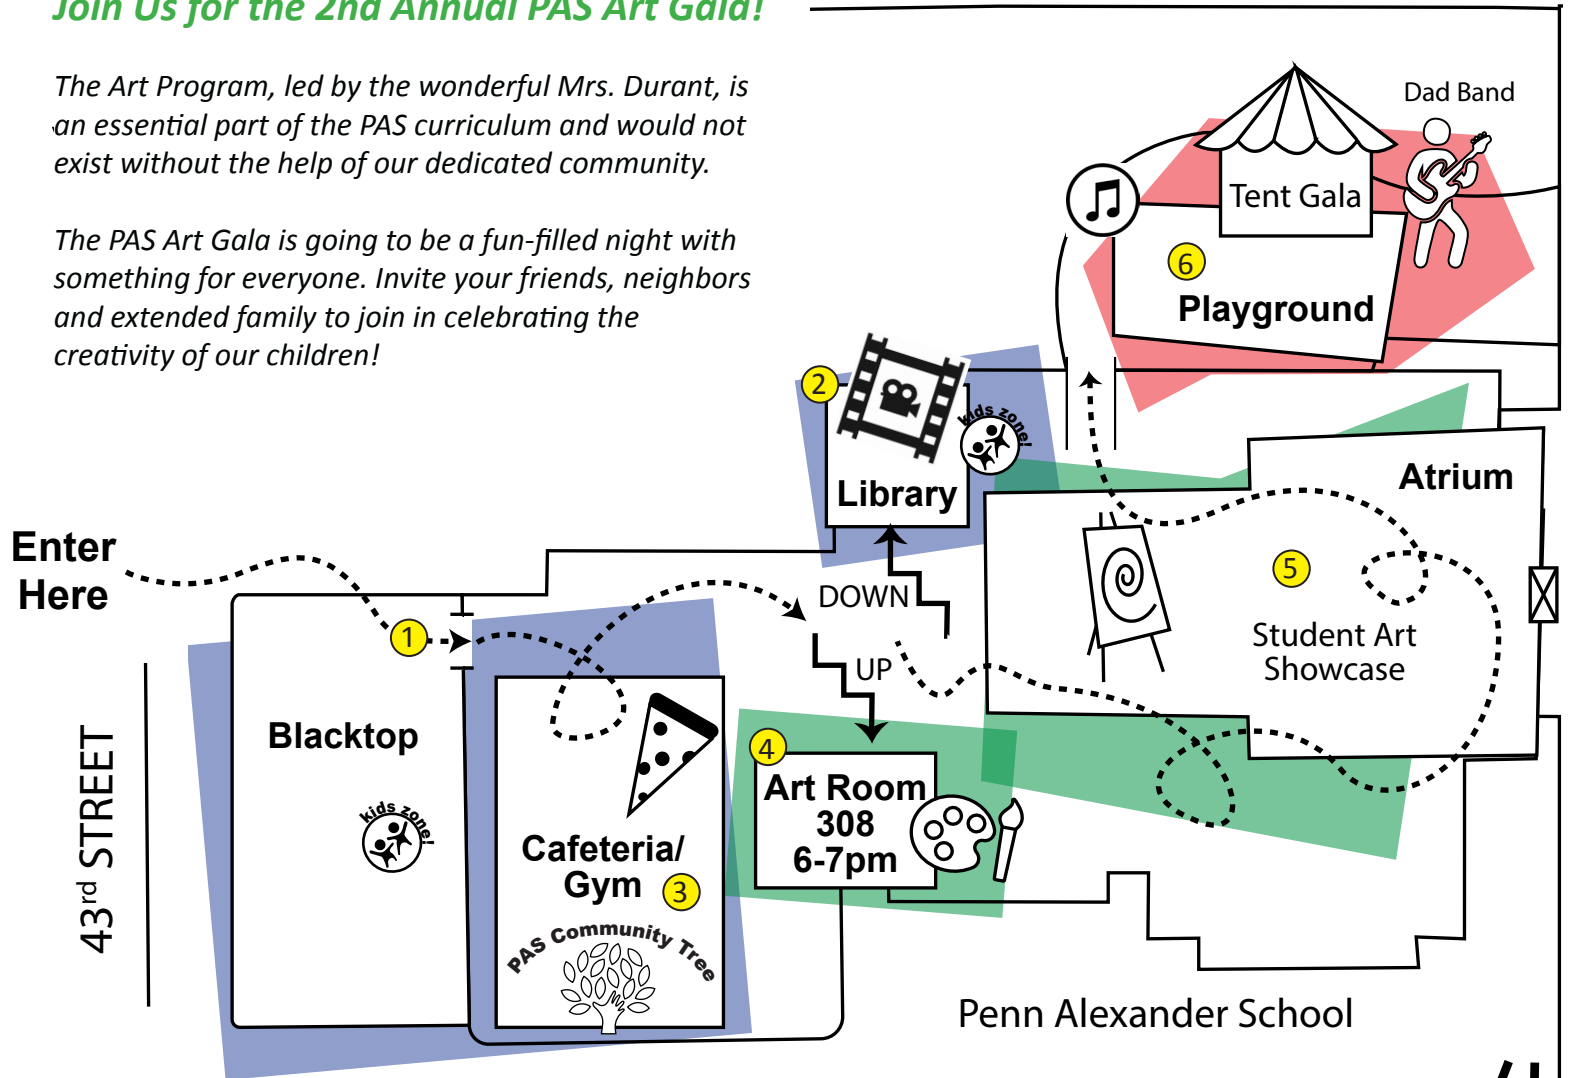 Join Us for the 2nd Annual PAS Art Gala!
The Art Program, led by the wonderful Mrs. Durant, is
an essential part of the PAS curriculum and would not
exist without the help of our dedicated community.
The PAS Art Gala is going to be a fun-filled night with
something for everyone. Invite your friends, neighbors
and extended family to join in celebrating the
creativity of our children!
Dad Band
Tent Gala
6
Playground
2
kids zone!
Library
Atrium
Enter
Here
1
DOWN
UP
5
Student Art
Showcase
Blacktop
kids zone!
43rd STREET
Cafeteria/
Gym
3
PAS Community Tree
4
Art Room
308
6-7pm
Penn Alexander School